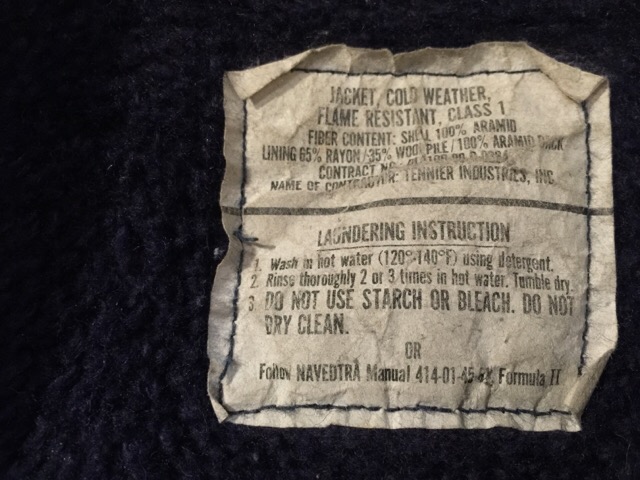 JACKET, COLD WEATHER,
FLAME RESISTANT, CLASS 1
FIBER CONTENT: SHELL 100% ARAMID
LINING 65% RAYON/35% WOOL PILE/100% ARAMID BACK
CONTRACT NO:
NAME OF CONTRACTOR: TENNIER INDUSTRIES, INC.
LAUNDERING INSTRUCTION
1. Wash in hot water (120°-140°F) using detergent.
2. Rinse thoroughly 2 or 3 times in hot water. Tumble dry.
3. DO NOT USE STARCH OR BLEACH. DO NOT
DRY CLEAN.
OR
Follow NAVEDTRA Manual Formula II